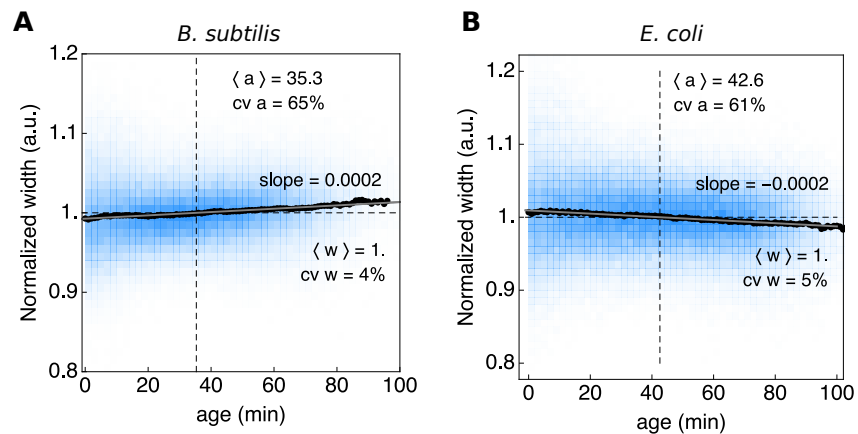 A
B. subtilis
1.2
1.1
1.
0.9
0.8
Normalized width (a.u.)
⟨ a ⟩ = 35.3
cv a = 65%
slope = 0.0002
⟨ w ⟩ = 1.
cv w = 4%
0 20 40 60 80 100
age (min)
B
E. coli
1.2
1.1
1.
0.9
0.8
Normalized width (a.u.)
⟨ a ⟩ = 42.6
cv a = 61%
slope = −0.0002
⟨ w ⟩ = 1.
cv w = 5%
0 20 40 60 80 100
age (min)